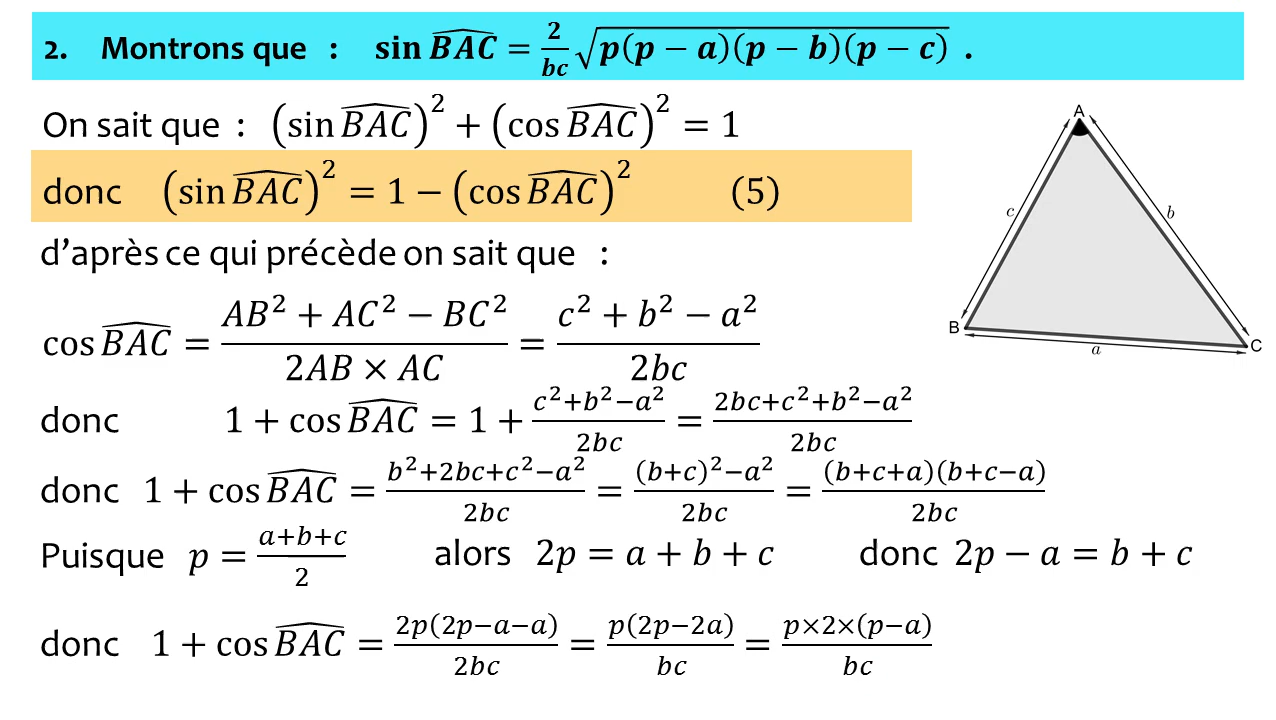 2. Montrons que : sin BAC^ = 2/bc √(p(p − a)(p − b)(p − c)) .
On sait que : (sin BAC^)² + (cos BAC^)² = 1
donc (sin BAC^)² = 1 − (cos BAC^)² (5)
d’après ce qui précède on sait que :
cos BAC^ = (AB² + AC² − BC²)/(2AB × AC) = (c² + b² − a²)/(2bc)
donc 1 + cos BAC^ = 1 + (c²+b²−a²)/(2bc) = (2bc+c²+b²−a²)/(2bc)
donc 1 + cos BAC^ = (b²+2bc+c²−a²)/(2bc) = ((b+c)²−a²)/(2bc) = ((b+c+a)(b+c−a))/(2bc)
Puisque p = (a+b+c)/2 alors 2p = a + b + c donc 2p − a = b + c
donc 1 + cos BAC^ = (2p(2p−a−a))/(2bc) = (p(2p−2a))/(bc) = (p×2×(p−a))/(bc)
A
c
b
B
a
C